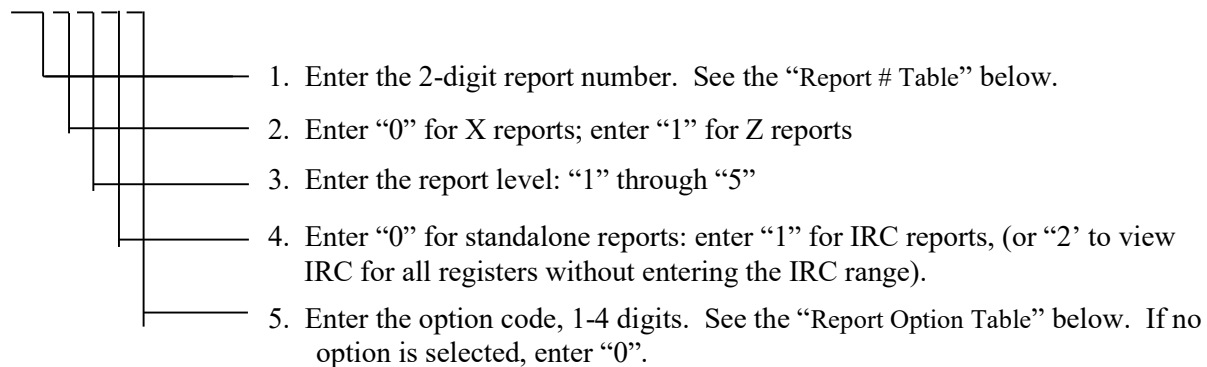 1. Enter the 2-digit report number. See the “Report # Table” below.
2. Enter “0” for X reports; enter “1” for Z reports
3. Enter the report level: “1” through “5”
4. Enter “0” for standalone reports: enter “1” for IRC reports, (or “2’ to view
IRC for all registers without entering the IRC range).
5. Enter the option code, 1-4 digits. See the “Report Option Table” below. If no
option is selected, enter “0”.